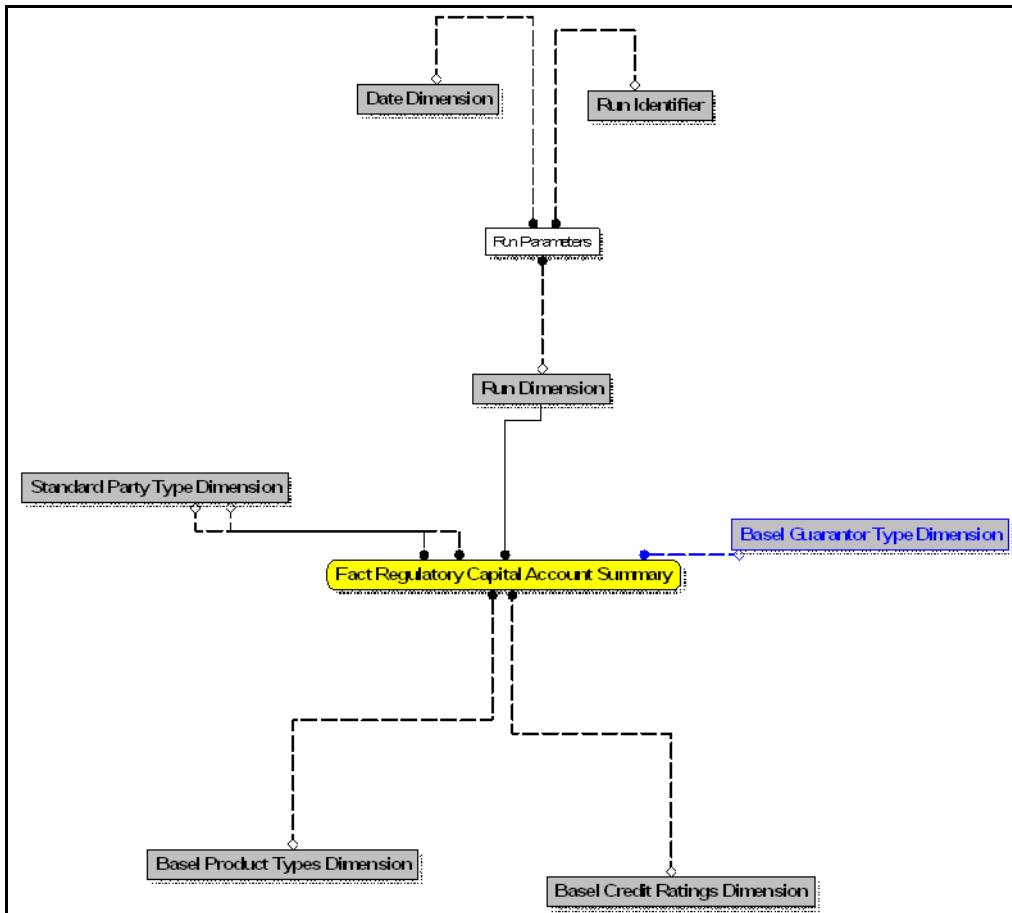 Date Dimension
Run Identifier
Run Parameters
Run Dimension
Standard Party Type Dimension
Basel Guarantor Type Dimension
Fact Regulatory Capital Account Summary
Basel Product Types Dimension
Basel Credit Ratings Dimension